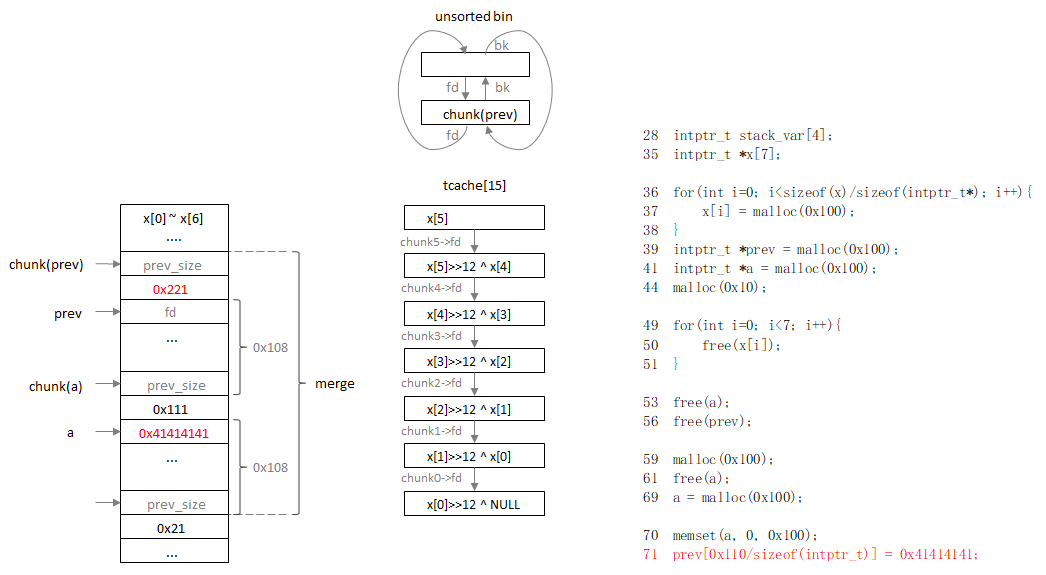 unsorted bin
bk
fd
bk
chunk(prev)
fd
tcache[15]
x[5]
chunk5->fd
x[5]>>12 ^ x[4]
chunk4->fd
x[4]>>12 ^ x[3]
chunk3->fd
x[3]>>12 ^ x[2]
chunk2->fd
x[2]>>12 ^ x[1]
chunk1->fd
x[1]>>12 ^ x[0]
chunk0->fd
x[0]>>12 ^ NULL
x[0] ~ x[6]
....
chunk(prev)
prev_size
0x221
prev
fd
...
0x108
chunk(a)
prev_size
merge
0x111
a
0x41414141
...
0x108
prev_size
0x21
...
28 intptr_t stack_var[4];
35 intptr_t *x[7];
36 for(int i=0; i<sizeof(x)/sizeof(intptr_t*); i++){
37 x[i] = malloc(0x100);
38 }
39 intptr_t *prev = malloc(0x100);
41 intptr_t *a = malloc(0x100);
44 malloc(0x10);
49 for(int i=0; i<7; i++){
50 free(x[i]);
51 }
53 free(a);
56 free(prev);
59 malloc(0x100);
61 free(a);
69 a = malloc(0x100);
70 memset(a, 0, 0x100);
71 prev[0x110/sizeof(intptr_t)] = 0x41414141;